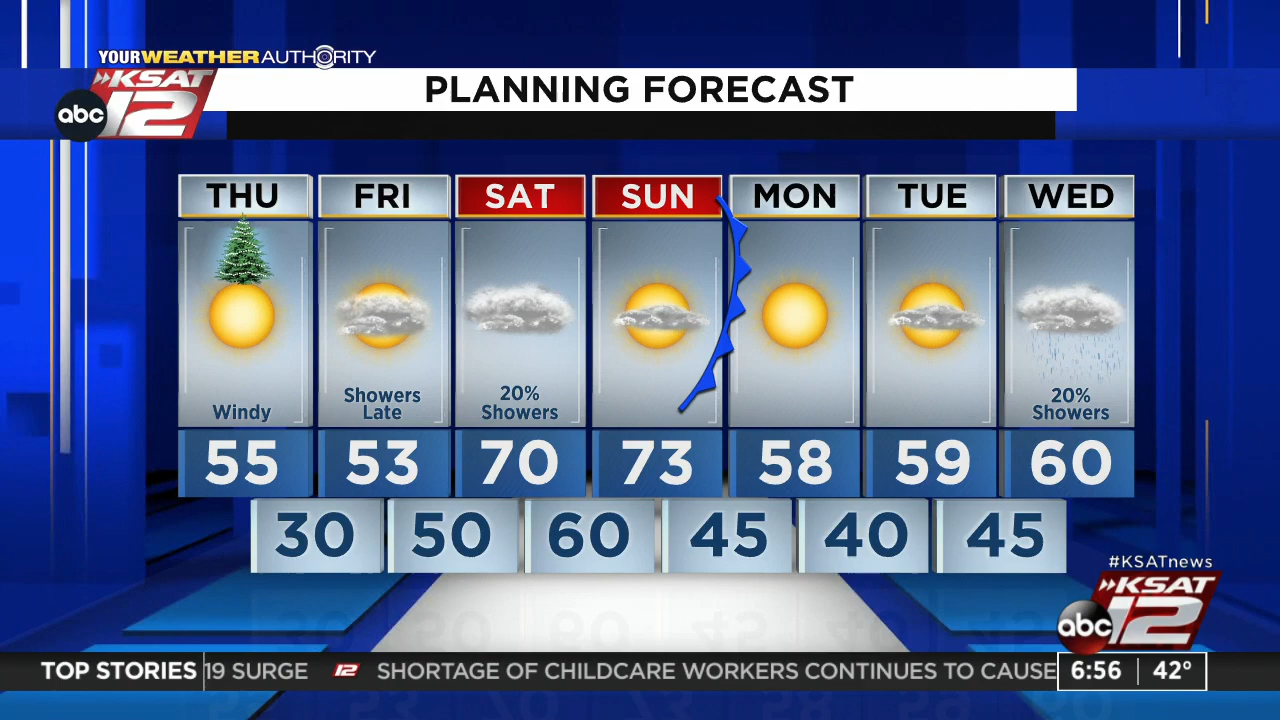 YOURWEATHERAUTHORITY
KSAT
abc 12
PLANNING FORECAST
THU FRI SAT SUN MON TUE WED
Windy
Showers
Late
20%
Showers
20%
Showers
55 53 70 73 58 59 60
30 50 60 45 40 45
#KSATnews
KSAT
abc 12
TOP STORIES 19 SURGE 12 SHORTAGE OF CHILDCARE WORKERS CONTINUES TO CAUSE 6:56 42°